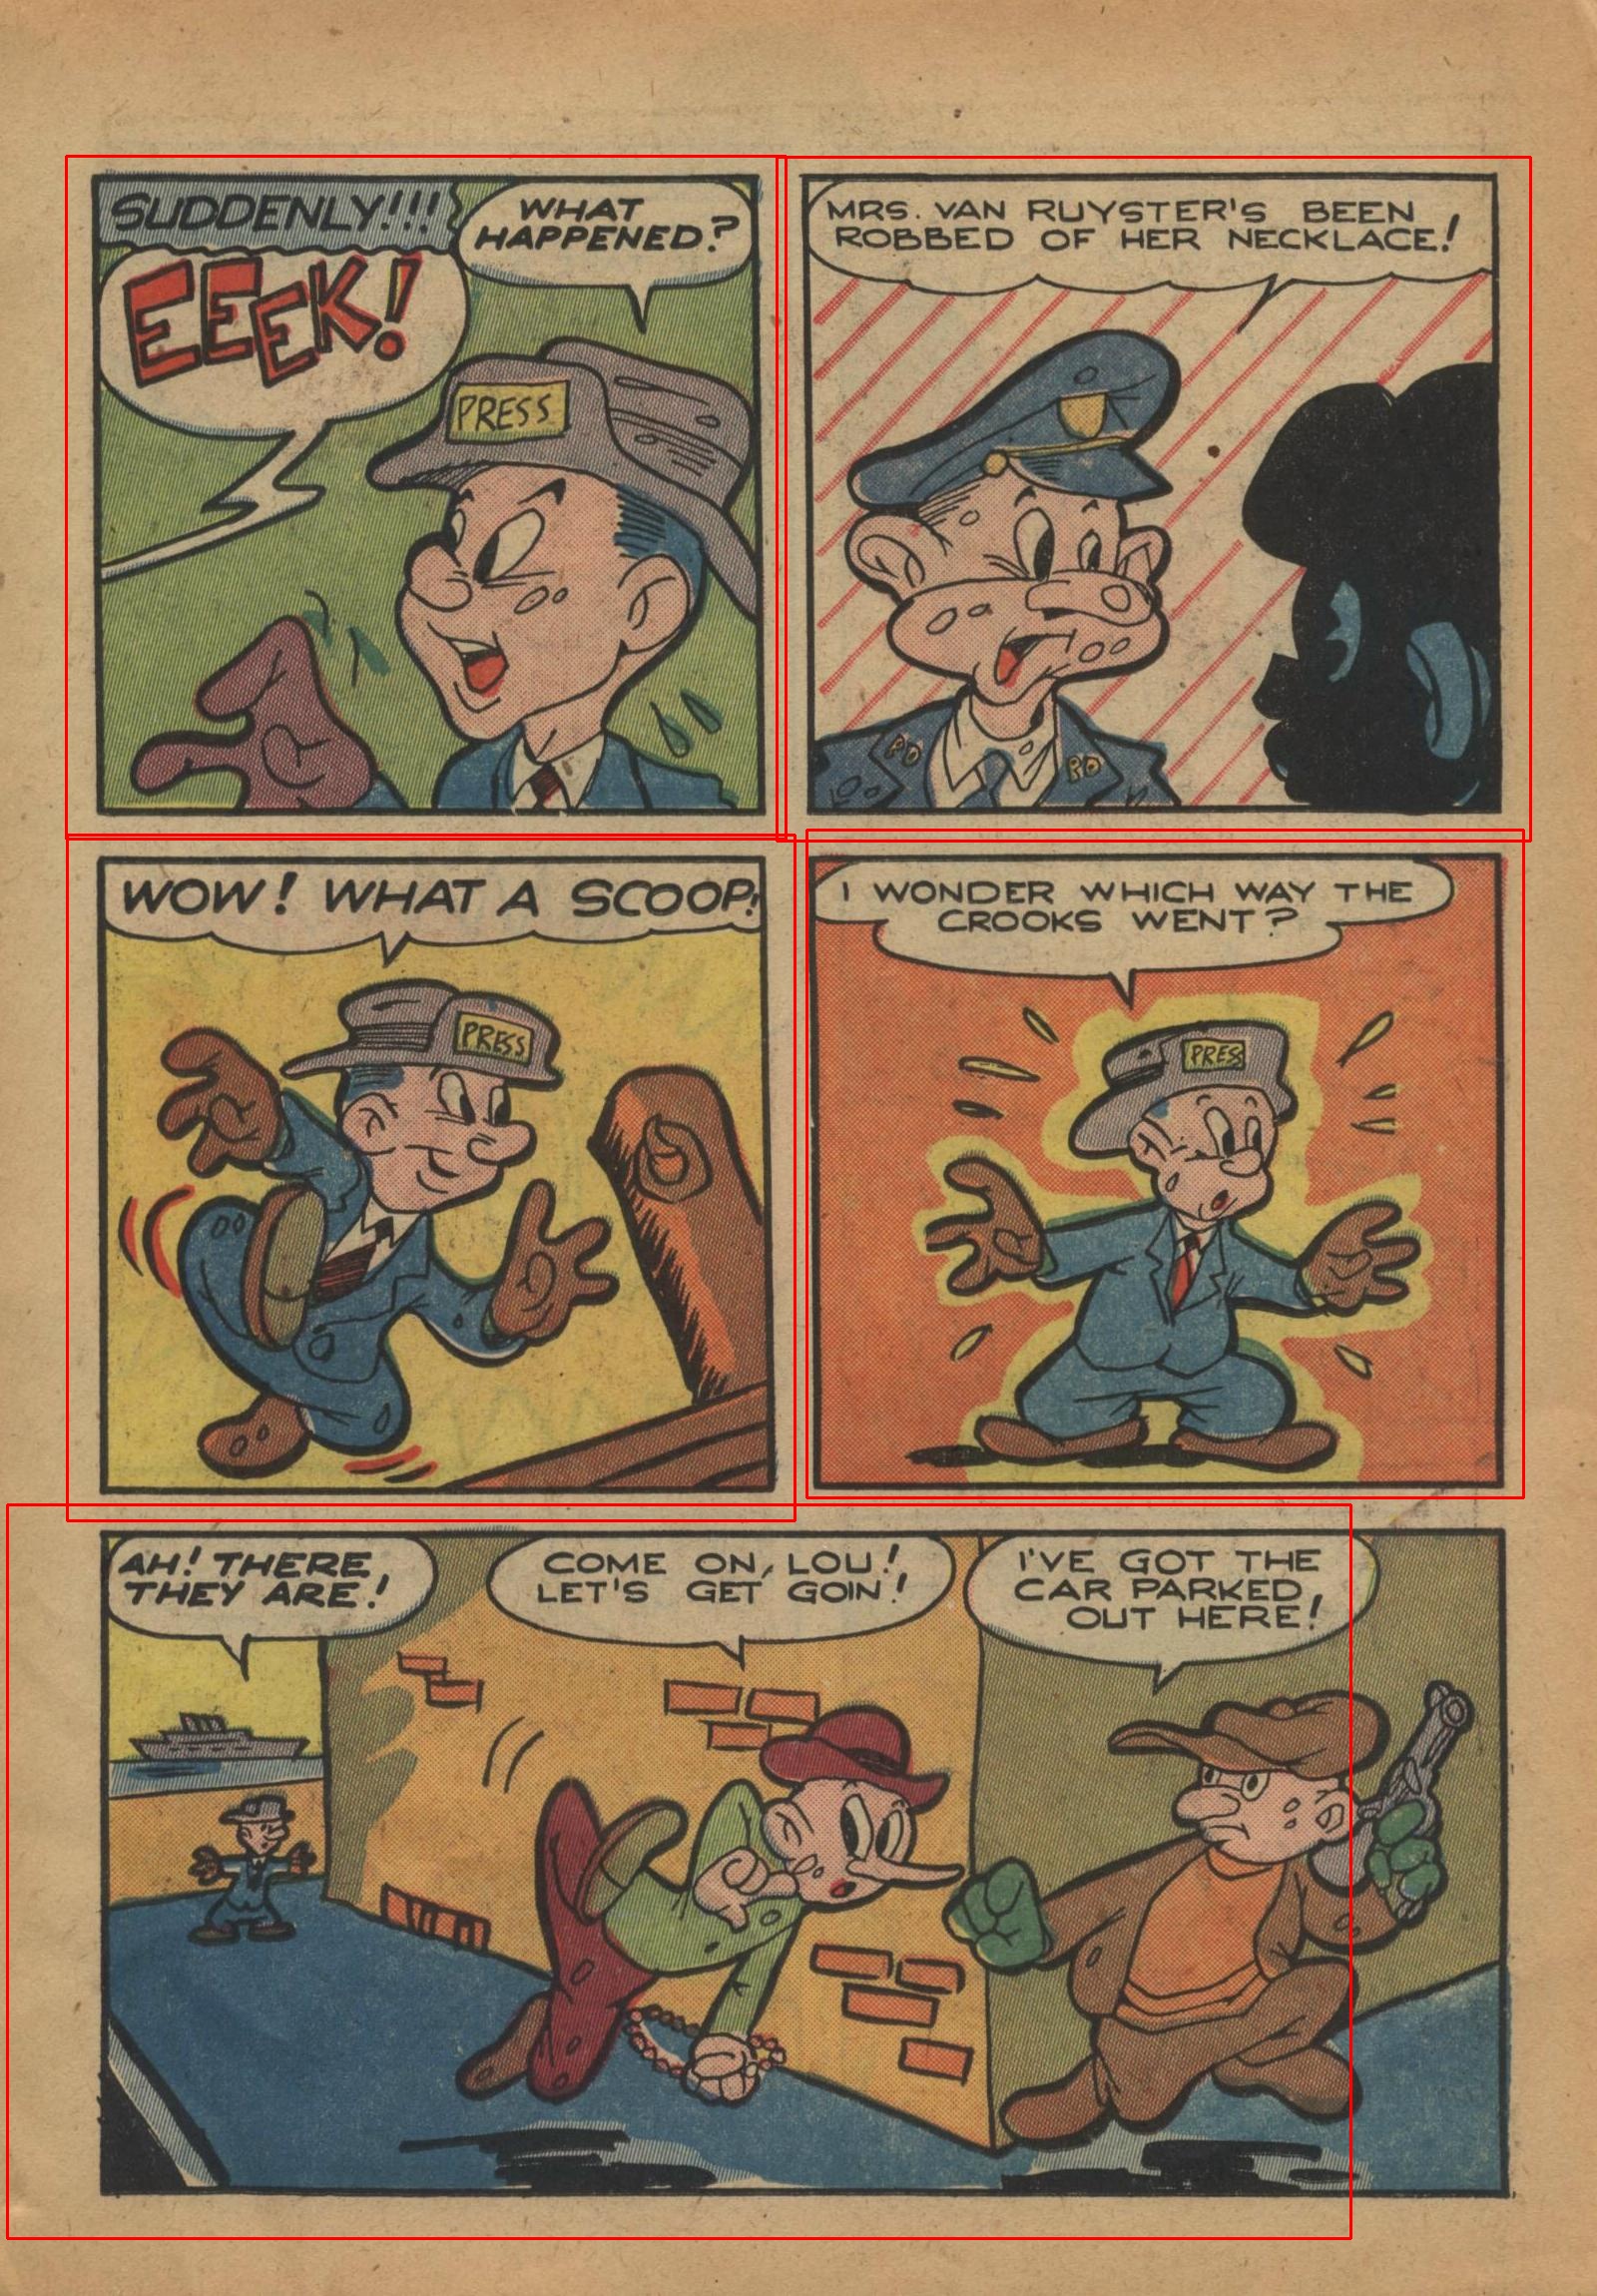 SUDDENLY!!!
EEEK!
WHAT
HAPPENED?
PRESS
MRS. VAN RUYSTER'S BEEN
ROBBED OF HER NECKLACE!
PD
PD
WOW! WHAT A SCOOP!
PRESS
I WONDER WHICH WAY THE
CROOKS WENT?
PRESS
AH! THERE
THEY ARE!
COME ON, LOU!
LET'S GET GOIN!
I'VE GOT THE
CAR PARKED
OUT HERE!